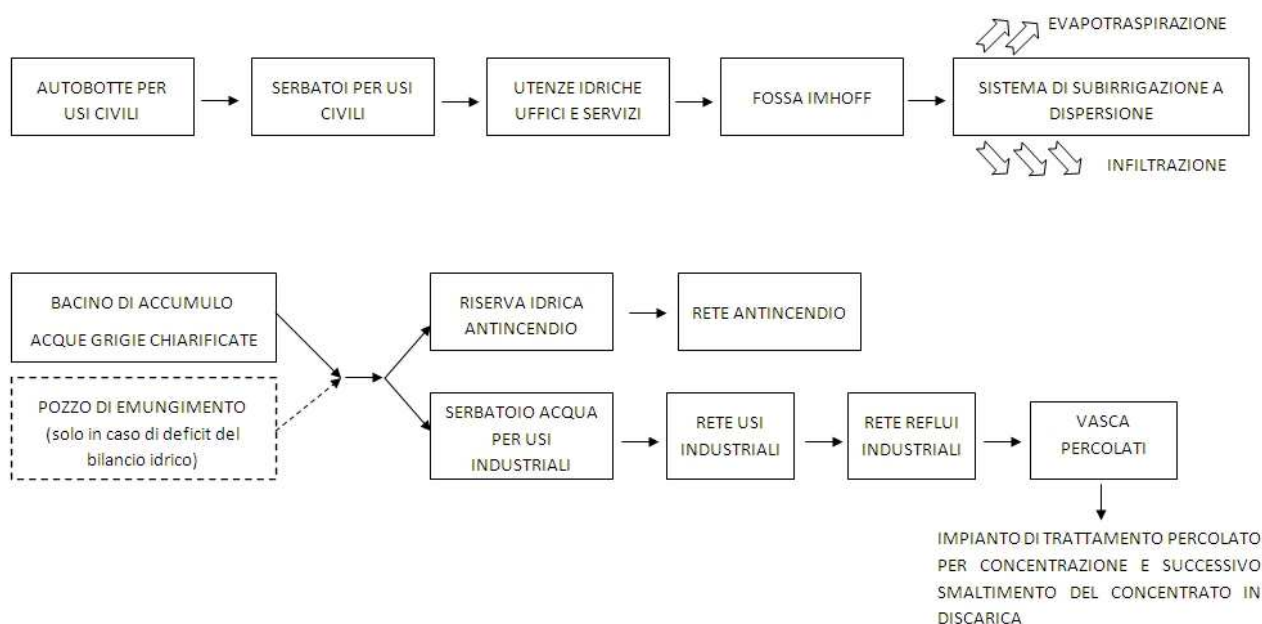 EVAPOTRASPIRAZIONE
AUTOBOTTE PER
USI CIVILI
SERBATOI PER USI
CIVILI
UTENZE IDRICHE
UFFICI E SERVIZI
FOSSA IMHOFF
SISTEMA DI SUBIRRIGAZIONE A
DISPERSIONE
INFILTRAZIONE
BACINO DI ACCUMULO
ACQUE GRIGIE CHIARIFICATE
RISERVA IDRICA
ANTINCENDIO
RETE ANTINCENDIO
POZZO DI EMUNGIMENTO
(solo in caso di deficit del
bilancio idrico)
SERBATOIO ACQUA
PER USI
INDUSTRIALI
RETE USI
INDUSTRIALI
RETE REFLUI
INDUSTRIALI
VASCA
PERCOLATI
IMPIANTO DI TRATTAMENTO PERCOLATO
PER CONCENTRAZIONE E SUCCESSIVO
SMALTIMENTO DEL CONCENTRATO IN
DISCARICA